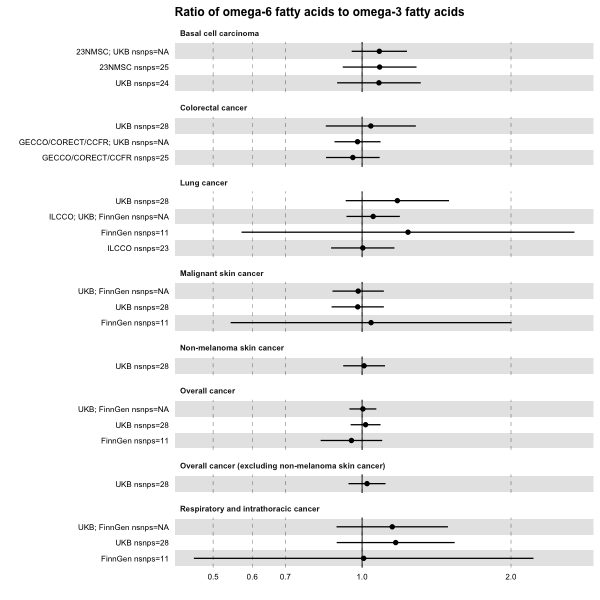 Ratio of omega-6 fatty acids to omega-3 fatty acids
Basal cell carcinoma
23NMSC; UKB nsnps=NA
23NMSC nsnps=25
UKB nsnps=24
Colorectal cancer
UKB nsnps=28
GECCO/CORECT/CCFR; UKB nsnps=NA
GECCO/CORECT/CCFR nsnps=25
Lung cancer
UKB nsnps=28
ILCCO; UKB; FinnGen nsnps=NA
FinnGen nsnps=11
ILCCO nsnps=23
Malignant skin cancer
UKB; FinnGen nsnps=NA
UKB nsnps=28
FinnGen nsnps=11
Non-melanoma skin cancer
UKB nsnps=28
Overall cancer
UKB; FinnGen nsnps=NA
UKB nsnps=28
FinnGen nsnps=11
Overall cancer (excluding non-melanoma skin cancer)
UKB nsnps=28
Respiratory and intrathoracic cancer
UKB; FinnGen nsnps=NA
UKB nsnps=28
FinnGen nsnps=11
0.5 0.6 0.7 1.0 2.0